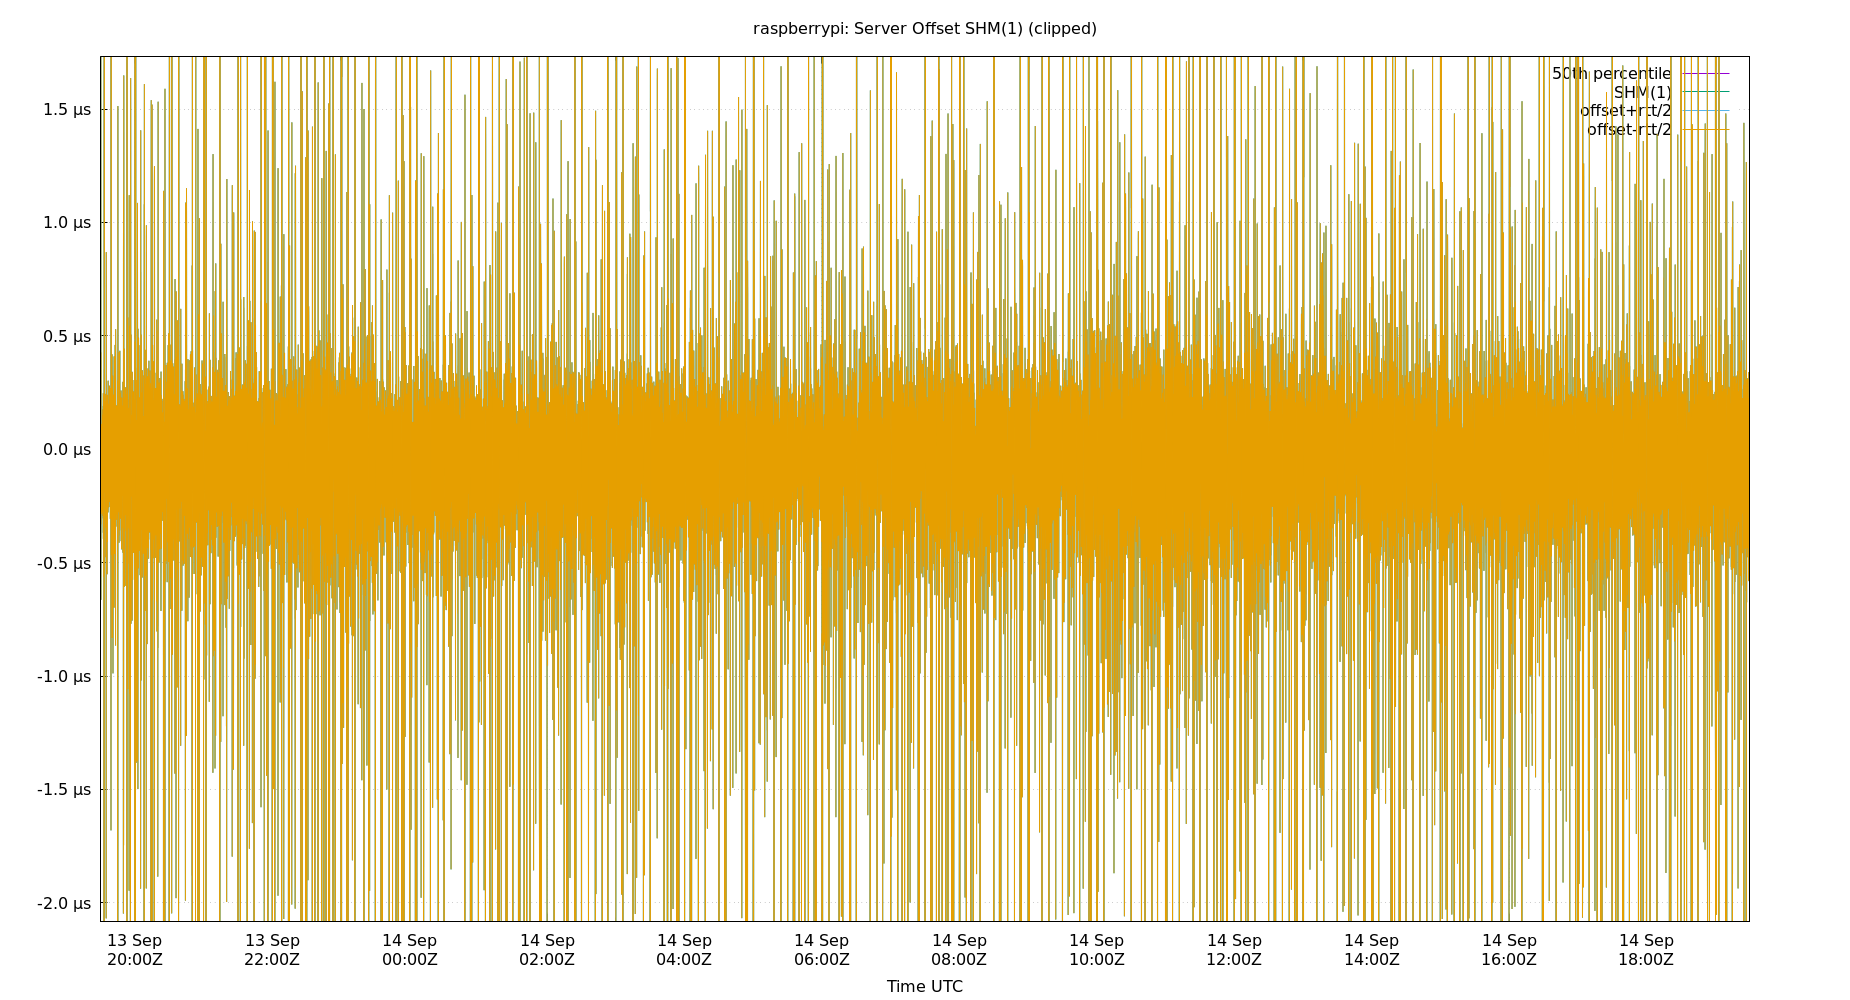 raspberrypi: Server Offset SHM(1) (clipped)
50th percentile
SHM(1)
offset+rtt/2
offset-rtt/2
1.5 µs
1.0 µs
0.5 µs
0.0 µs
-0.5 µs
-1.0 µs
-1.5 µs
-2.0 µs
13 Sep 13 Sep 14 Sep 14 Sep 14 Sep 14 Sep 14 Sep 14 Sep 14 Sep 14 Sep 14 Sep 14 Sep
20:00Z 22:00Z 00:00Z 02:00Z 04:00Z 06:00Z 08:00Z 10:00Z 12:00Z 14:00Z 16:00Z 18:00Z
Time UTC